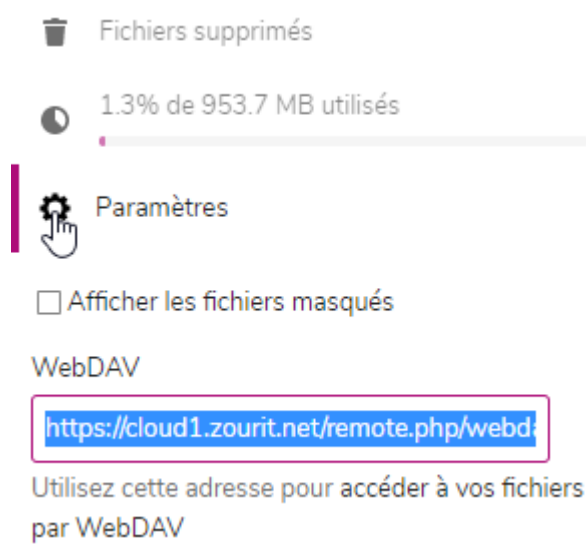 Fichiers supprimés
1.3% de 953.7 MB utilisés
Paramètres
Afficher les fichiers masqués
WebDAV
https://cloud1.zourit.net/remote.php/webda
Utilisez cette adresse pour accéder à vos fichiers
par WebDAV